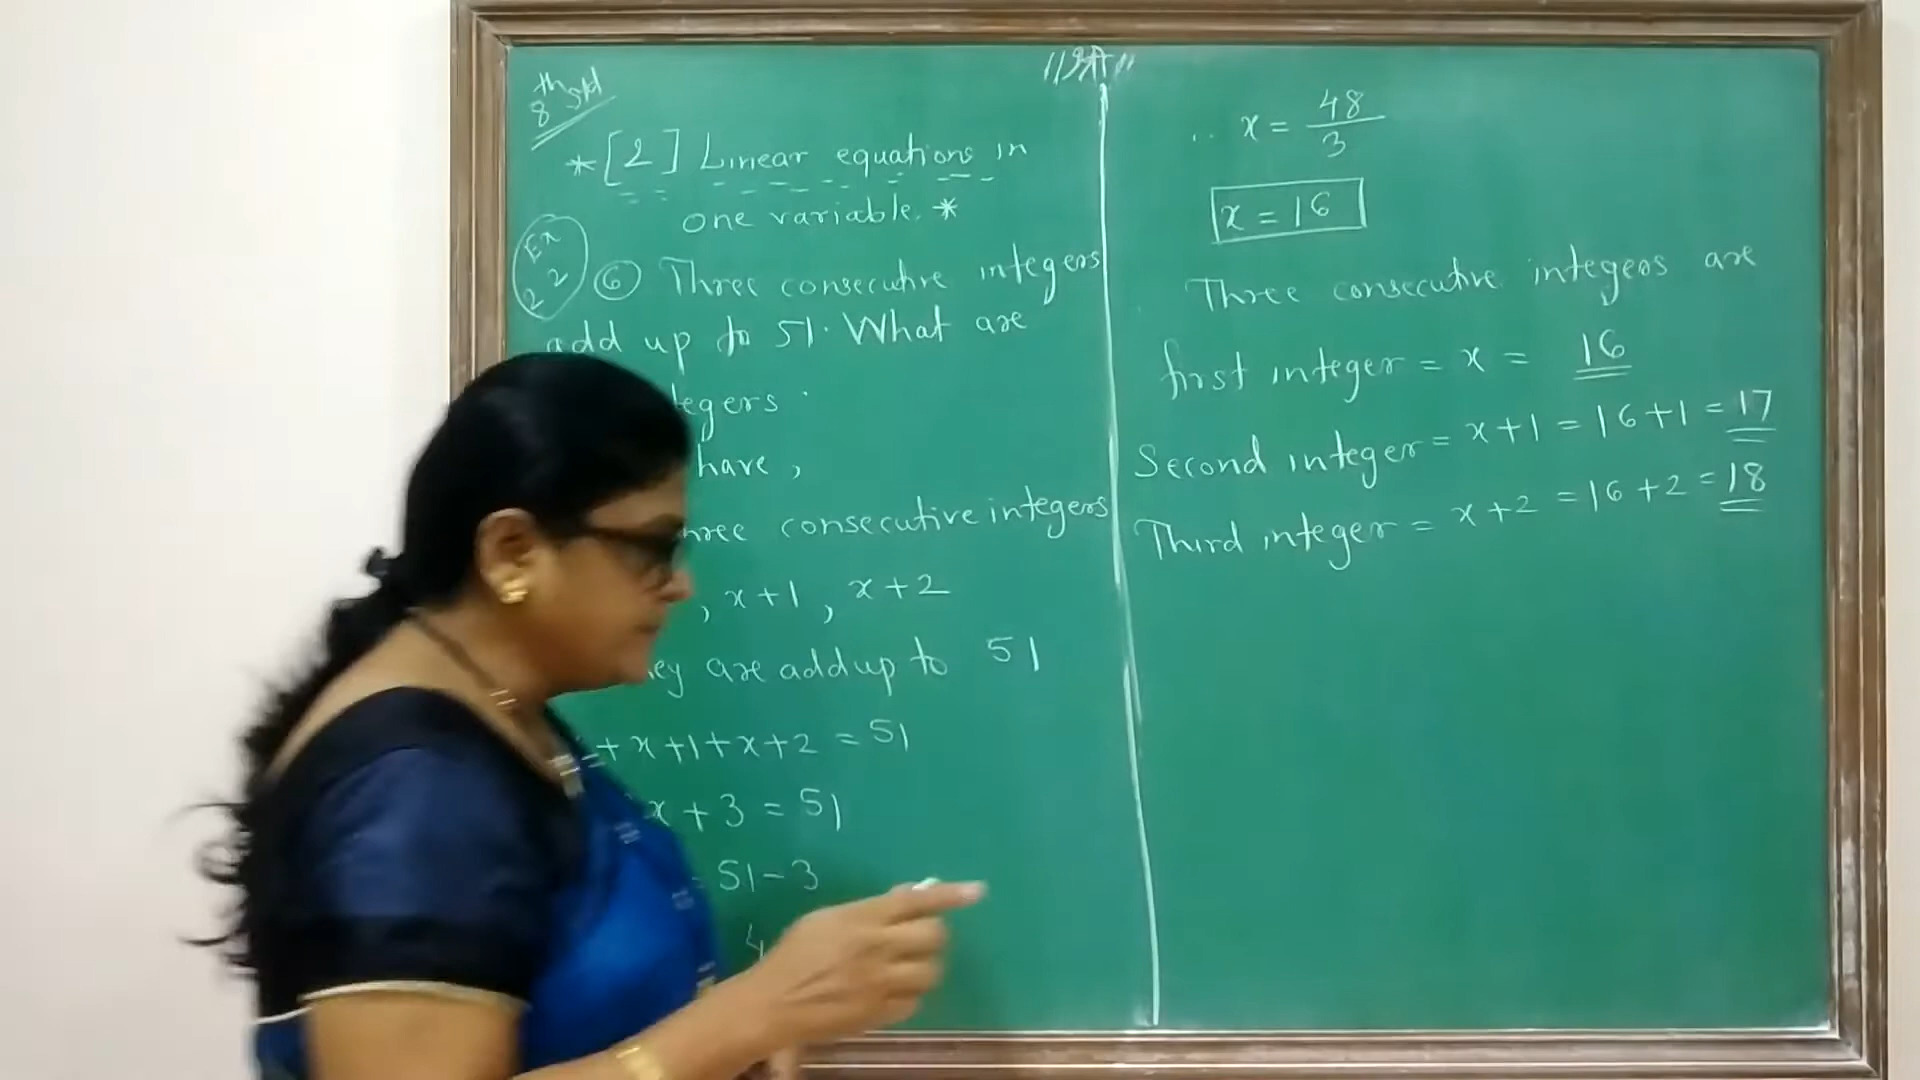 8th std
* [2] Linear equations in
one variable. *
Ex
2.2
6 Three consecutive integers
add up to 51. What are
tegers.
have,
hree consecutive integers
, x+1, x+2
ey are add up to 51
+ x+1+x+2 = 51
x + 3 = 51
= 51-3
4
∴ x = 48/3
x = 16
Three consecutive integers are
first integer = x = 16
Second integer = x+1 = 16+1 = 17
Third integer = x+2 = 16+2 = 18